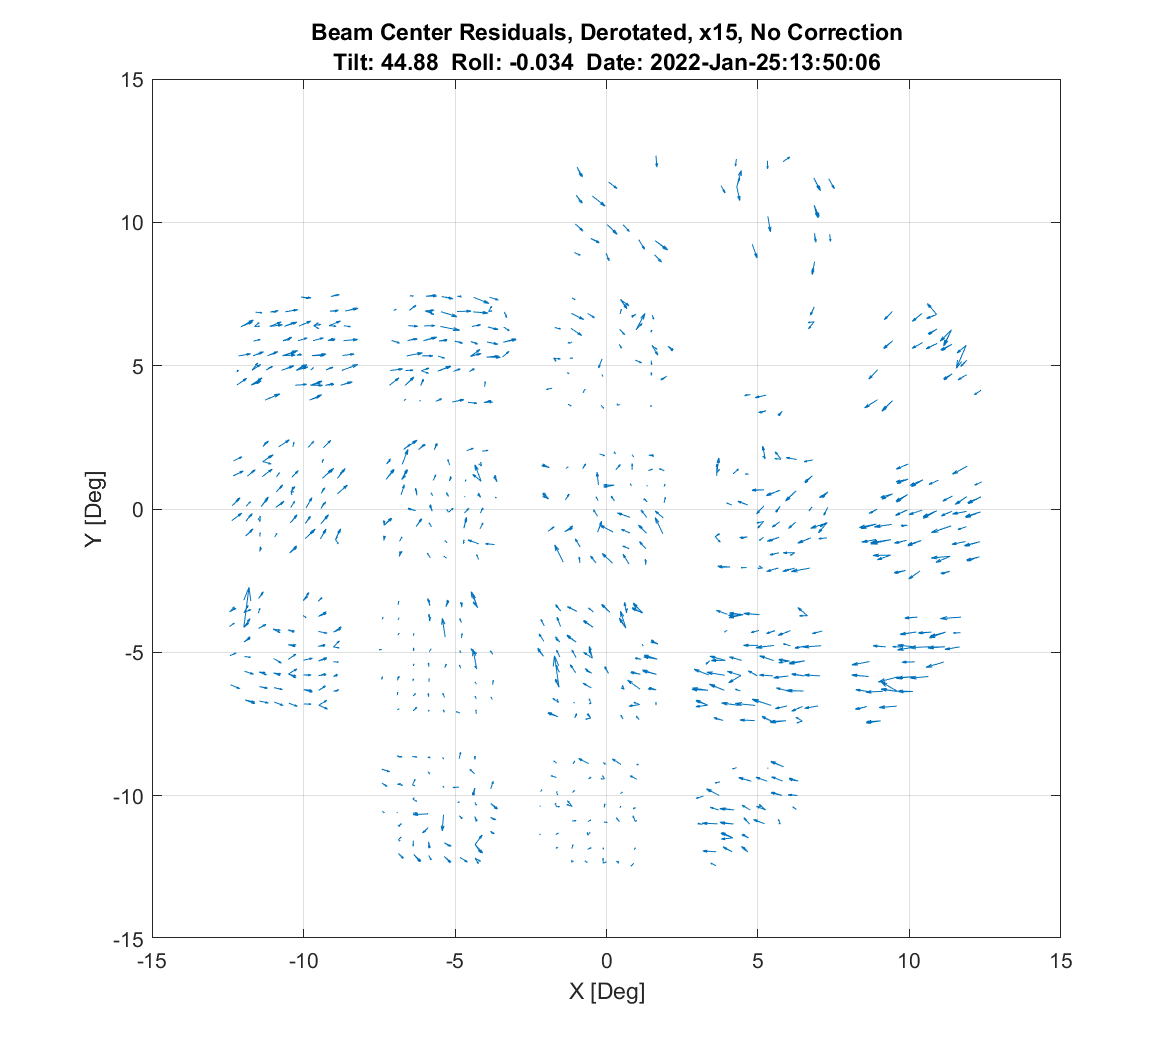 Beam Center Residuals, Derotated, x15, No Correction
Tilt: 44.88 Roll: -0.034 Date: 2022-Jan-25:13:50:06
15
10
5
0
-5
-10
-15
Y [Deg]
-15 -10 -5 0 5 10 15
X [Deg]